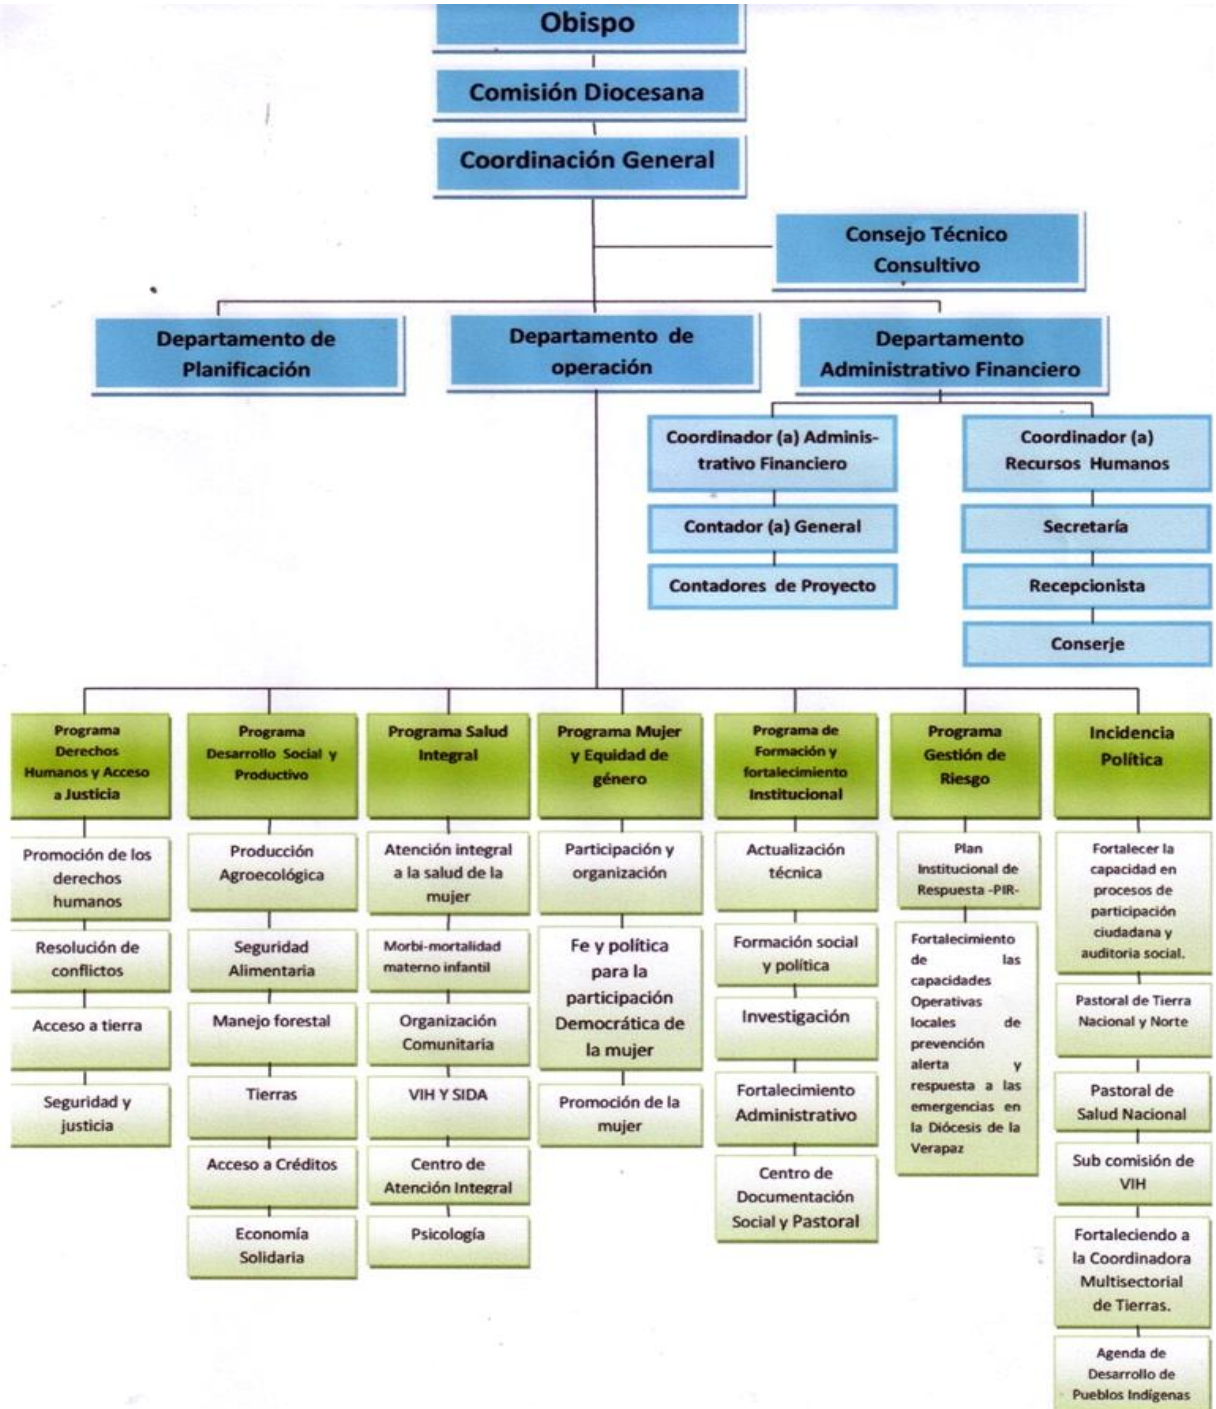 Obispo
Comisión Diocesana
Coordinación General
Consejo Técnico
Consultivo
Departamento de
Planificación
Departamento de
operación
Departamento
Administrativo Financiero
Coordinador (a) Adminis-
trativo Financiero
Contador (a) General
Contadores de Proyecto
Coordinador (a)
Recursos Humanos
Secretaría
Recepcionista
Conserje
Programa
Derechos
Humanos y Acceso
a Justicia
Promoción de los
derechos
humanos
Resolución de
conflictos
Acceso a tierra
Seguridad y
justicia
Programa
Desarrollo Social y
Productivo
Producción
Agroecológica
Seguridad
Alimentaria
Manejo forestal
Tierras
Acceso a Créditos
Economía
Solidaria
Programa Salud
Integral
Atención integral
a la salud de la
mujer
Morbi-mortalidad
materno infantil
Organización
Comunitaria
VIH Y SIDA
Centro de
Atención Integral
Psicología
Programa Mujer
y Equidad de
género
Participación y
organización
Fe y política
para la
participación
Democrática de
la mujer
Promoción de la
mujer
Programa de
Formación y
fortalecimiento
Institucional
Actualización
técnica
Formación social
y política
Investigación
Fortalecimiento
Administrativo
Centro de
Documentación
Social y Pastoral
Programa
Gestión de
Riesgo
Plan
Institucional de
Respuesta -PIR-
Fortalecimiento
de las
capacidades
Operativas
locales de
prevención
alerta y
respuesta a las
emergencias en
la Diócesis de la
Verapaz
Incidencia
Política
Fortalecer la
capacidad en
procesos de
participación
ciudadana y
auditoria social.
Pastoral de Tierra
Nacional y Norte
Pastoral de
Salud Nacional
Sub comisión de
VIH
Fortaleciendo a
la Coordinadora
Multisectorial
de Tierras.
Agenda de
Desarrollo de
Pueblos Indígenas